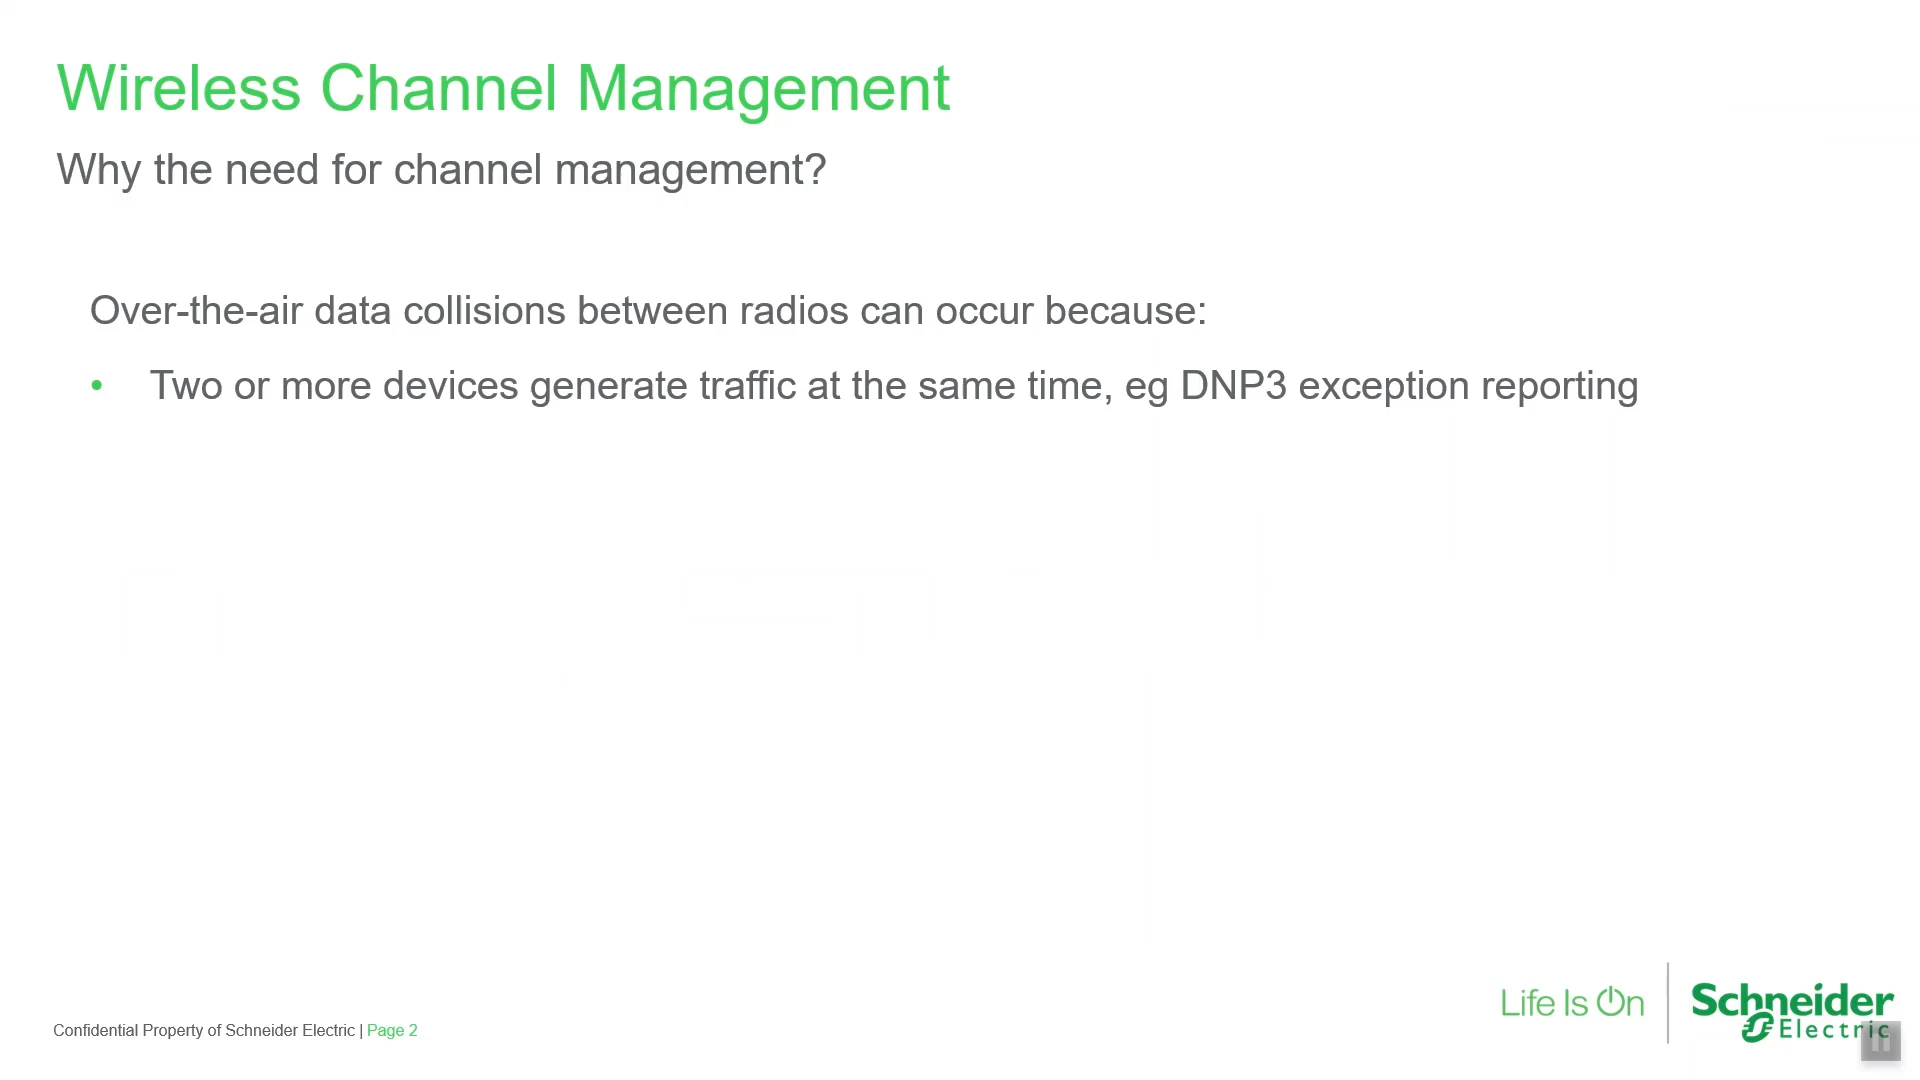 Wireless Channel Management
Why the need for channel management?
Over-the-air data collisions between radios can occur because:
• Two or more devices generate traffic at the same time, eg DNP3 exception reporting
Life Is On
Schneider
Electric
Confidential Property of Schneider Electric | Page 2